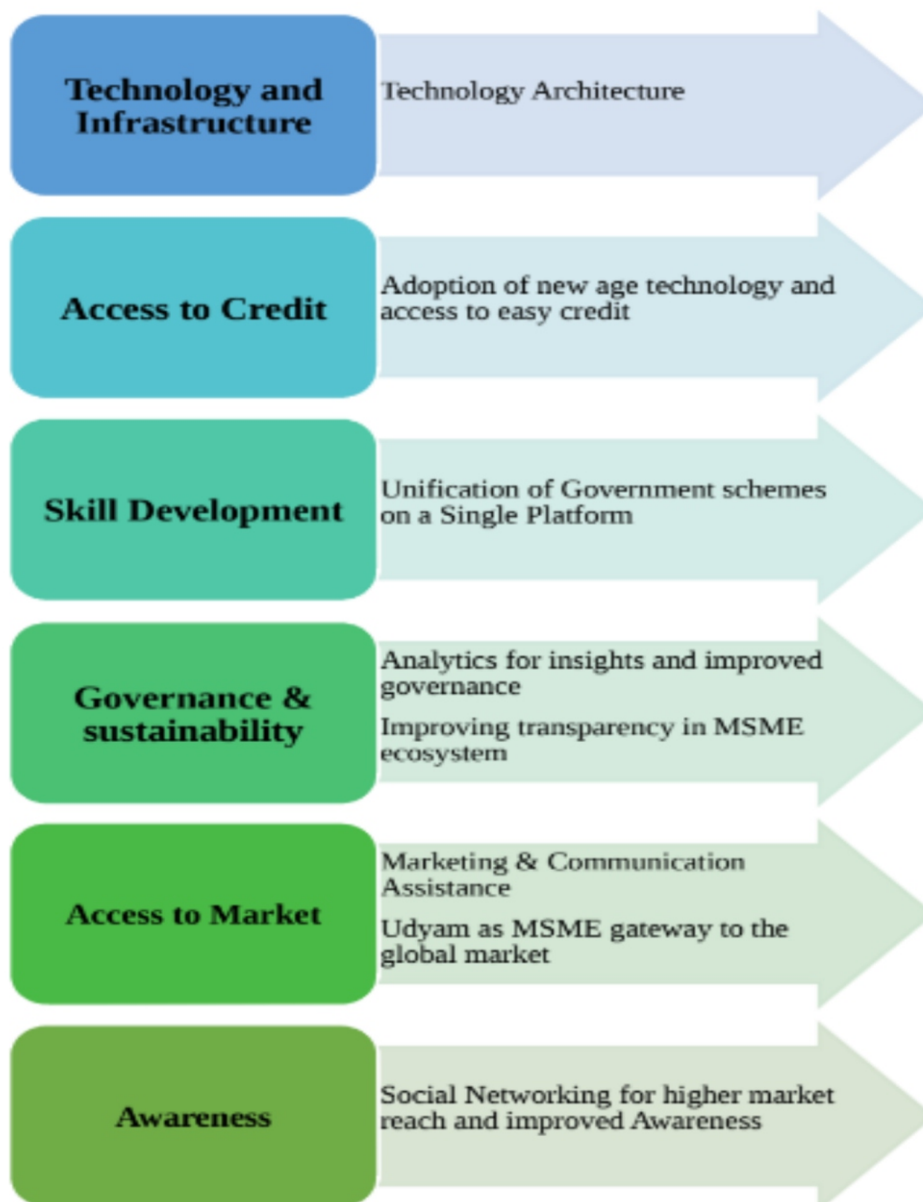 Technology and
Infrastructure
Technology Architecture
Access to Credit
Adoption of new age technology and
access to easy credit
Skill Development
Unification of Government schemes
on a Single Platform
Governance &
sustainability
Analytics for insights and improved
governance
Improving transparency in MSME
ecosystem
Access to Market
Marketing & Communication
Assistance
Udyam as MSME gateway to the
global market
Awareness
Social Networking for higher market
reach and improved Awareness